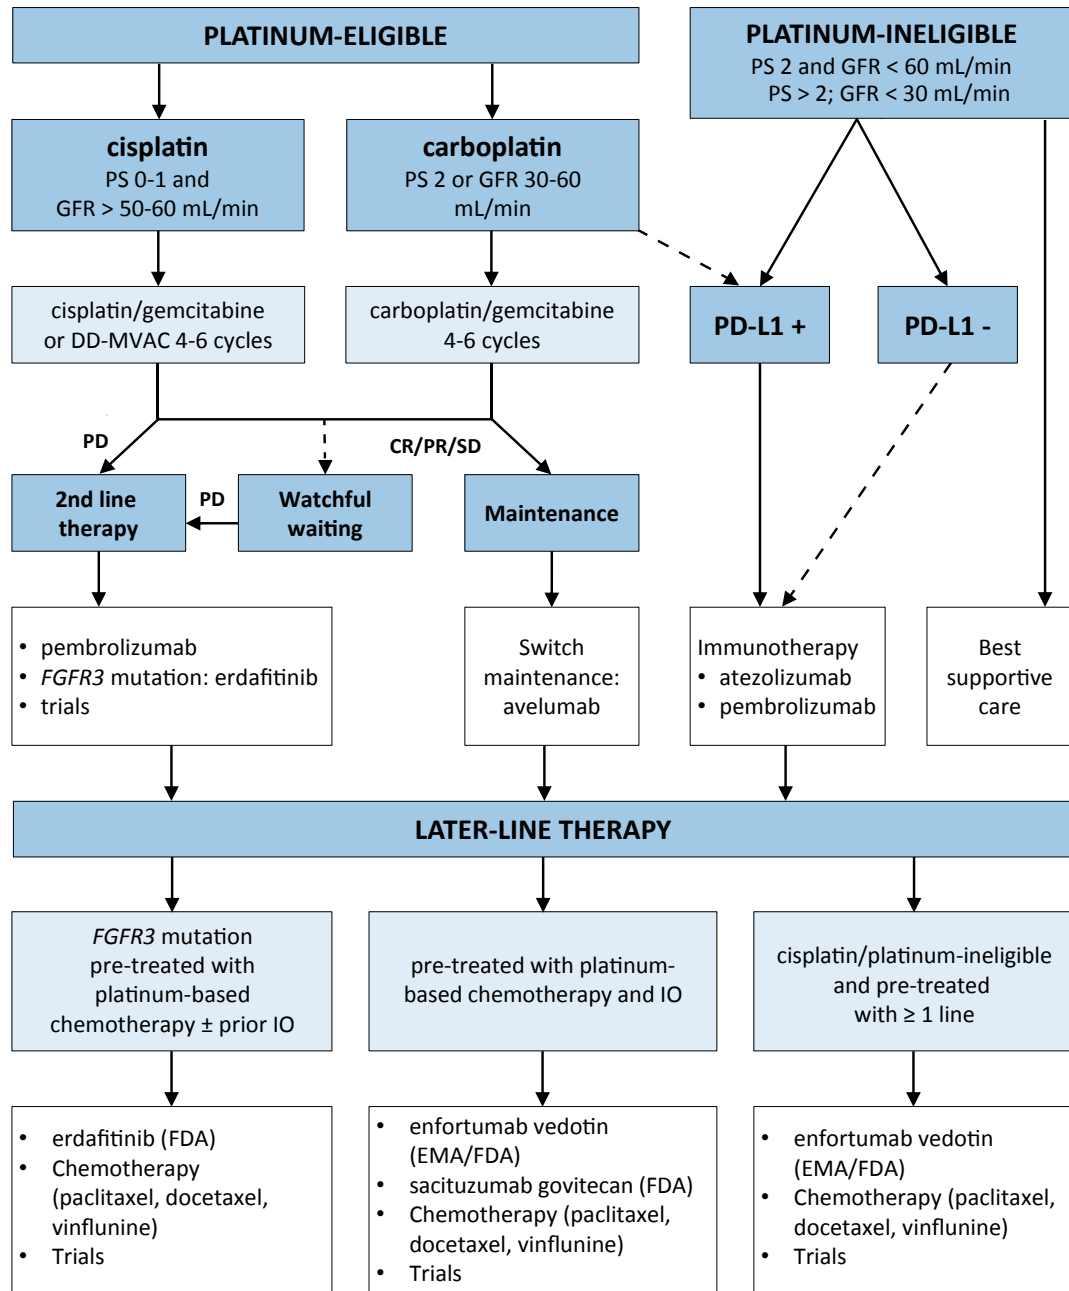 PLATINUM-ELIGIBLE
PLATINUM-INELIGIBLE
PS 2 and GFR < 60 mL/min
PS > 2; GFR < 30 mL/min
cisplatin
PS 0-1 and
GFR > 50-60 mL/min
carboplatin
PS 2 or GFR 30-60
mL/min
cisplatin/gemcitabine
or DD-MVAC 4-6 cycles
carboplatin/gemcitabine
4-6 cycles
PD-L1 +
PD-L1 -
PD
CR/PR/SD
2nd line
therapy
PD
Watchful
waiting
Maintenance
• pembrolizumab
• FGFR3 mutation: erdafitinib
• trials
Switch
maintenance:
avelumab
Immunotherapy
• atezolizumab
• pembrolizumab
Best
supportive
care
LATER-LINE THERAPY
FGFR3 mutation
pre-treated with
platinum-based
chemotherapy ± prior IO
pre-treated with platinum-
based chemotherapy and IO
cisplatin/platinum-ineligible
and pre-treated
with ≥ 1 line
• erdafitinib (FDA)
• Chemotherapy
(paclitaxel, docetaxel,
vinflunine)
• Trials
• enfortumab vedotin
(EMA/FDA)
• sacituzumab govitecan (FDA)
• Chemotherapy (paclitaxel,
docetaxel, vinflunine)
• Trials
• enfortumab vedotin
(EMA/FDA)
• Chemotherapy (paclitaxel,
docetaxel, vinflunine)
• Trials